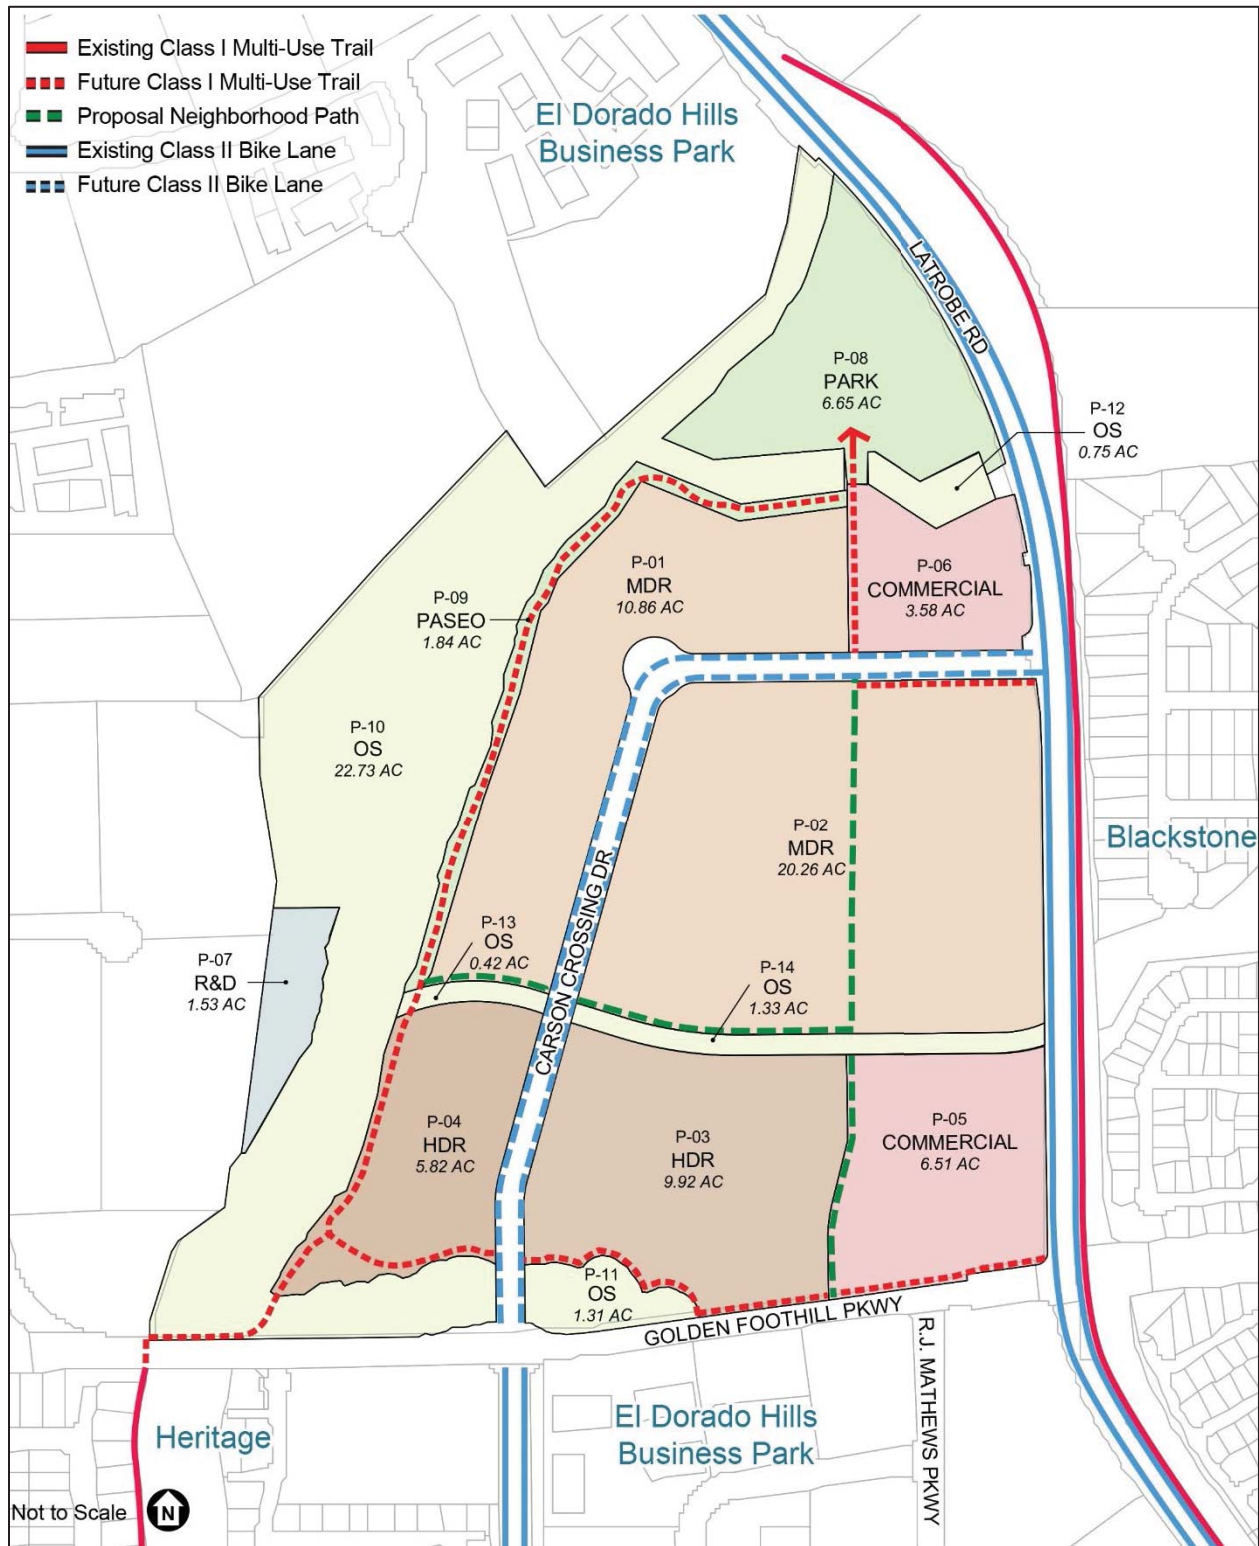 Existing Class I Multi-Use Trail
Future Class I Multi-Use Trail
Proposal Neighborhood Path
Existing Class II Bike Lane
Future Class II Bike Lane
El Dorado Hills
Business Park
LATROBE RD
P-08
PARK
6.65 AC
P-12
OS
0.75 AC
P-01
MDR
10.86 AC
P-06
COMMERCIAL
3.58 AC
P-09
PASEO
1.84 AC
P-10
OS
22.73 AC
P-02
MDR
20.26 AC
Blackstone
CARSON CROSSING DR
P-13
OS
0.42 AC
P-07
R&D
1.53 AC
P-14
OS
1.33 AC
P-04
HDR
5.82 AC
P-03
HDR
9.92 AC
P-05
COMMERCIAL
6.51 AC
P-11
OS
1.31 AC
GOLDEN FOOTHILL PKWY
R.J. MATHEWS PKWY
Heritage
El Dorado Hills
Business Park
Not to Scale
N